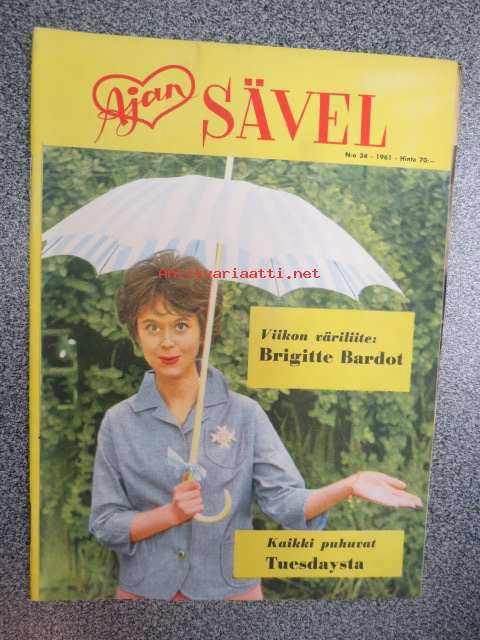 Ajan
SÄVEL
N:o 34 - 1961 - Hinta 70:-
Antikvariaatti.net
Viikon väriliite:
Brigitte Bardot
Kaikki puhuvat
Tuesdaysta